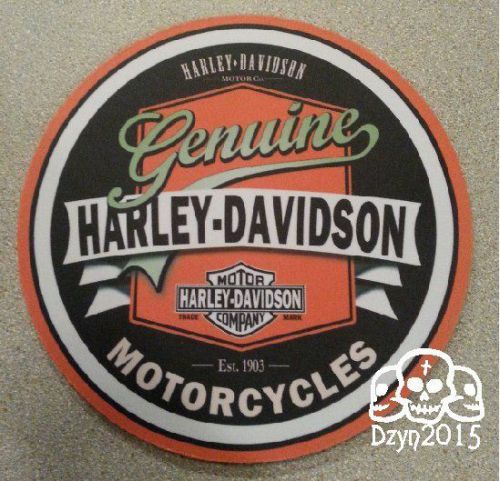 HARLEY-DAVIDSON
MOTOR Co.
Genuine
HARLEY-DAVIDSON
MOTOR
HARLEY-DAVIDSON
TRADE MARK
COMPANY
Est. 1903
MOTORCYCLES
Dzyn2015